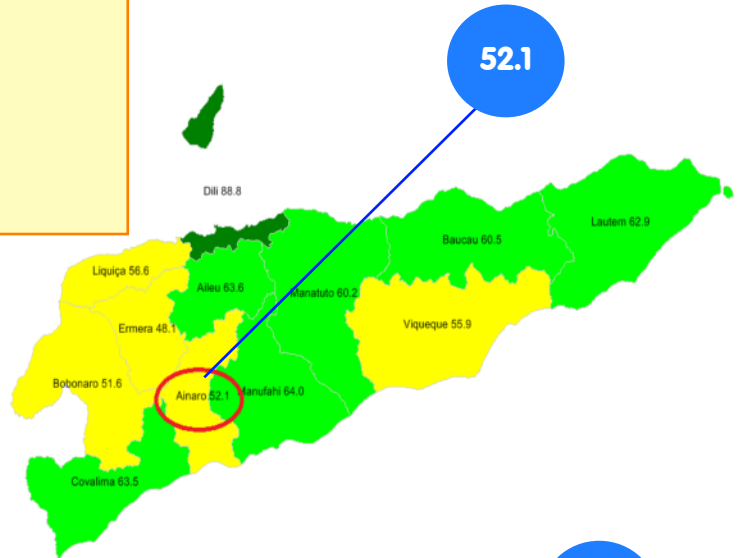 52.1
Dili 88.8
Lautem 62.9
Baucau 60.5
Liquiça 56.6
Aileu 63.6
Manatuto 60.2
Viqueque 55.9
Ermera 48.1
Bobonaro 51.6
Ainaro 52.1
Manufahi 64.0
Covalima 63.5